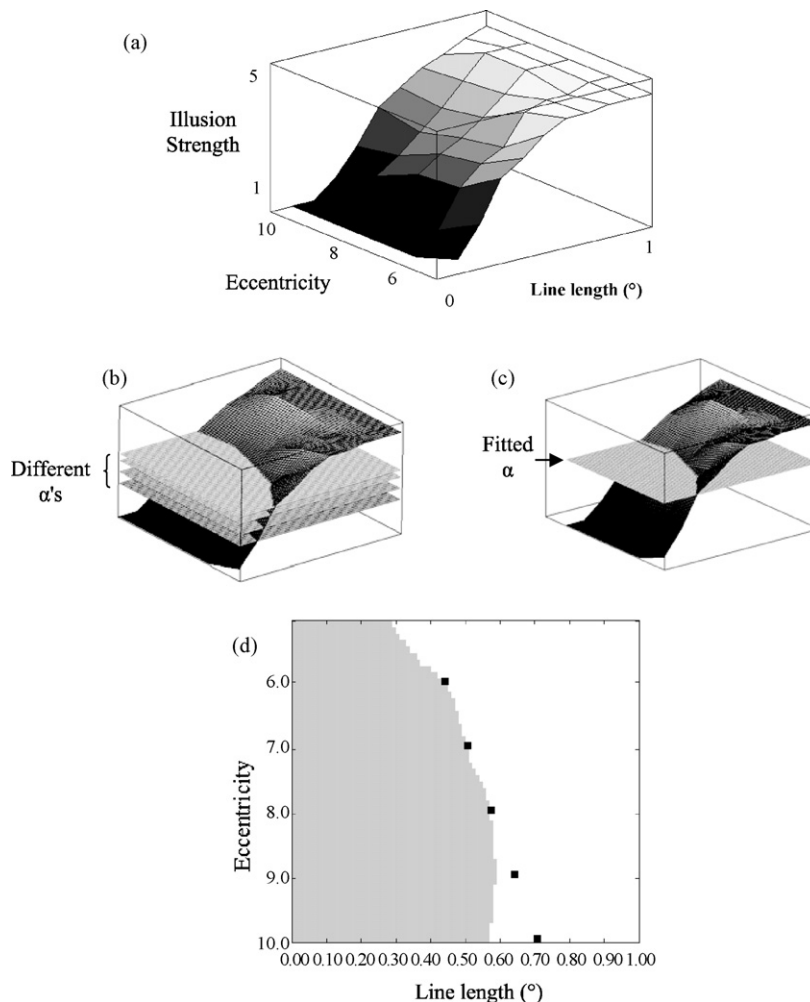 (a)
5
Illusion
Strength
1
10
8
6
Eccentricity
0
1
Line length (°)
(b)
Different
α's
(c)
Fitted
α
(d)
6.0
7.0
8.0
9.0
10.0
Eccentricity
0.00 0.10 0.20 0.30 0.40 0.50 0.60 0.70 0.80 0.90 1.00
Line length (°)